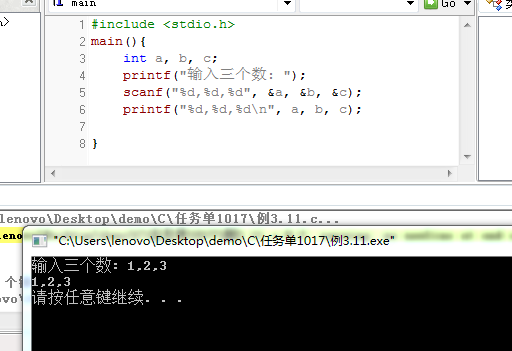 main
Go
1 #include <stdio.h>
2 main(){
3 int a, b, c;
4 printf("输入三个数: ");
5 scanf("%d,%d,%d", &a, &b, &c);
6 printf("%d,%d,%d\n", a, b, c);
7
8 }
lenovo\Desktop\demo\C\任务单1017\例3.11.c...
"C:\Users\lenovo\Desktop\demo\C\任务单1017\例3.11.exe"
输入三个数: 1,2,3
1,2,3
请按任意键继续. . .